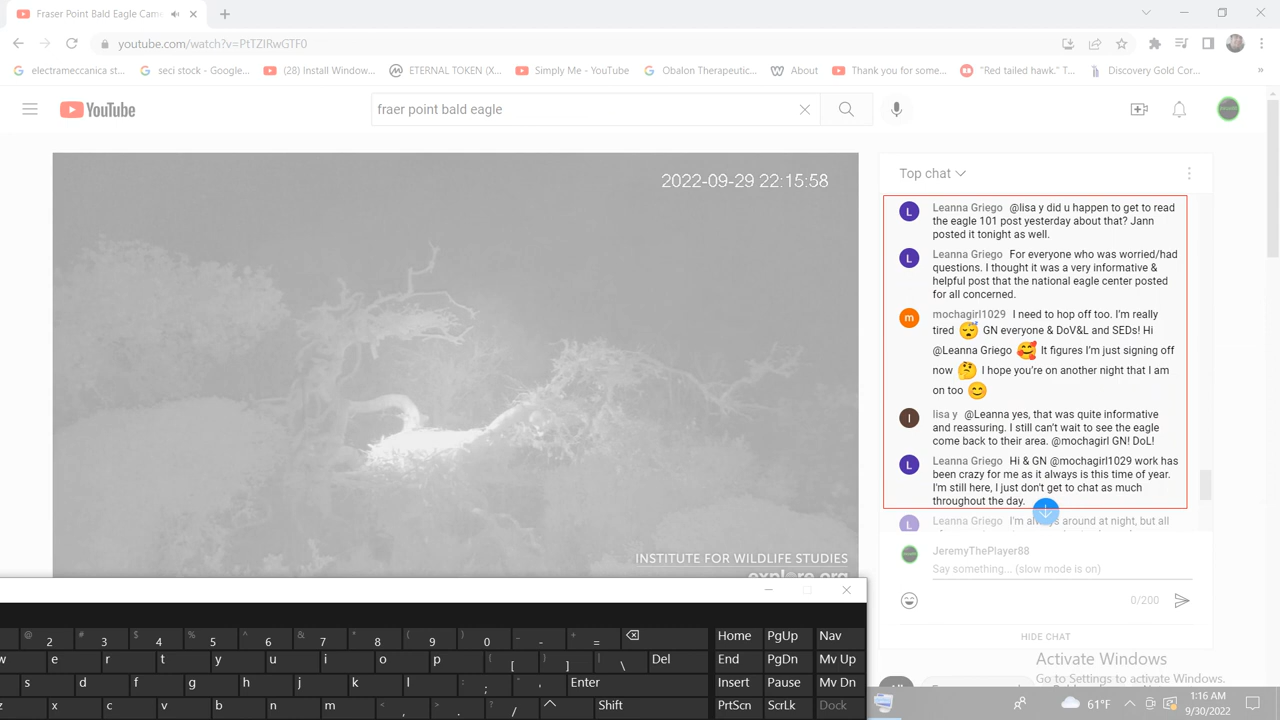 Fraser Point Bald Eagle Cam
youtube.com/watch?v=PtTZIRwGTF0
electrameccanica st...
seci stock - Google...
(28) Install Window...
ETERNAL TOKEN (X...
Simply Me - YouTube
Obalon Therapeutic...
About
Thank you for some...
"Red tailed hawk." T...
Discovery Gold Cor...
»
YouTube
fraer point bald eagle
2022-09-29 22:15:58
INSTITUTE FOR WILDLIFE STUDIES
explore.org
Top chat
Leanna Griego @lisa y did u happen to get to read
the eagle 101 post yesterday about that? Jann
posted it tonight as well.
Leanna Griego For everyone who was worried/had
questions. I thought it was a very informative &
helpful post that the national eagle center posted
for all concerned.
mochagirl1029 I need to hop off too. I'm really
tired 😴 GN everyone & DoV&L and SEDs! Hi
@Leanna Griego 🥰 It figures I'm just signing off
now 🤔 I hope you're on another night that I am
on too 😊
lisa y @Leanna yes, that was quite informative
and reassuring. I still can't wait to see the eagle
come back to their area. @mochagirl GN! DoL!
Leanna Griego Hi & GN @mochagirl1029 work has
been crazy for me as it always is this time of year.
I'm still here, I just don't get to chat as much
throughout the day.
Leanna Griego I'm always around at night, but all
JeremyThePlayer88
Say something... (slow mode is on)
0/200
HIDE CHAT
Activate Windows
Go to Settings to activate Windows.
@ 2 # 3 $ 4 % 5 ^ 6 & 7 * 8 ( 9 ) 0 _ - + = Home PgUp Nav
w e r t y u i o p { [ } ] | \ Del End PgDn Mv Up
s d f g h j k l : ; " ' Enter Insert Pause Mv Dn
z x c v b n m < , > . ? ^ Shift PrtScn ScrLk Dock
61°F
1:16 AM
9/30/2022